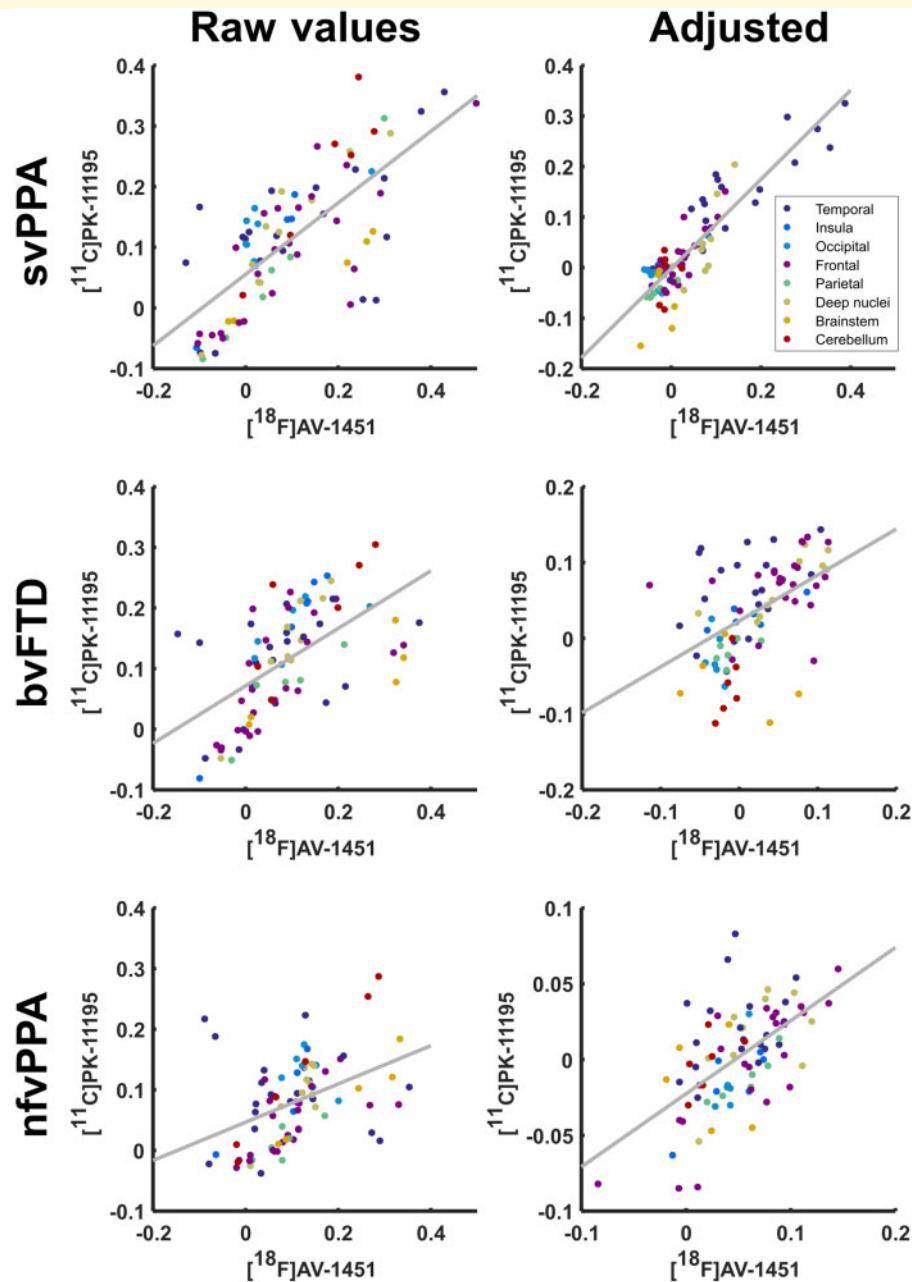 Raw values
Adjusted
svPPA
0.4
0.3
0.2
0.1
0
-0.1
-0.2
0
0.2
0.4
[11C]PK-11195
[18F]AV-1451
0.4
0.3
0.2
0.1
0
-0.1
-0.2
-0.2
0
0.2
0.4
[11C]PK-11195
[18F]AV-1451
Temporal
Insula
Occipital
Frontal
Parietal
Deep nuclei
Brainstem
Cerebellum
bvFTD
0.4
0.3
0.2
0.1
0
-0.1
-0.2
0
0.2
0.4
[11C]PK-11195
[18F]AV-1451
0.2
0.1
0
-0.1
-0.2
-0.2
-0.1
0
0.1
0.2
[11C]PK-11195
[18F]AV-1451
nfvPPA
0.4
0.3
0.2
0.1
0
-0.1
-0.2
0
0.2
0.4
[11C]PK-11195
[18F]AV-1451
0.1
0.05
0
-0.05
-0.1
-0.1
0
0.1
0.2
[11C]PK-11195
[18F]AV-1451